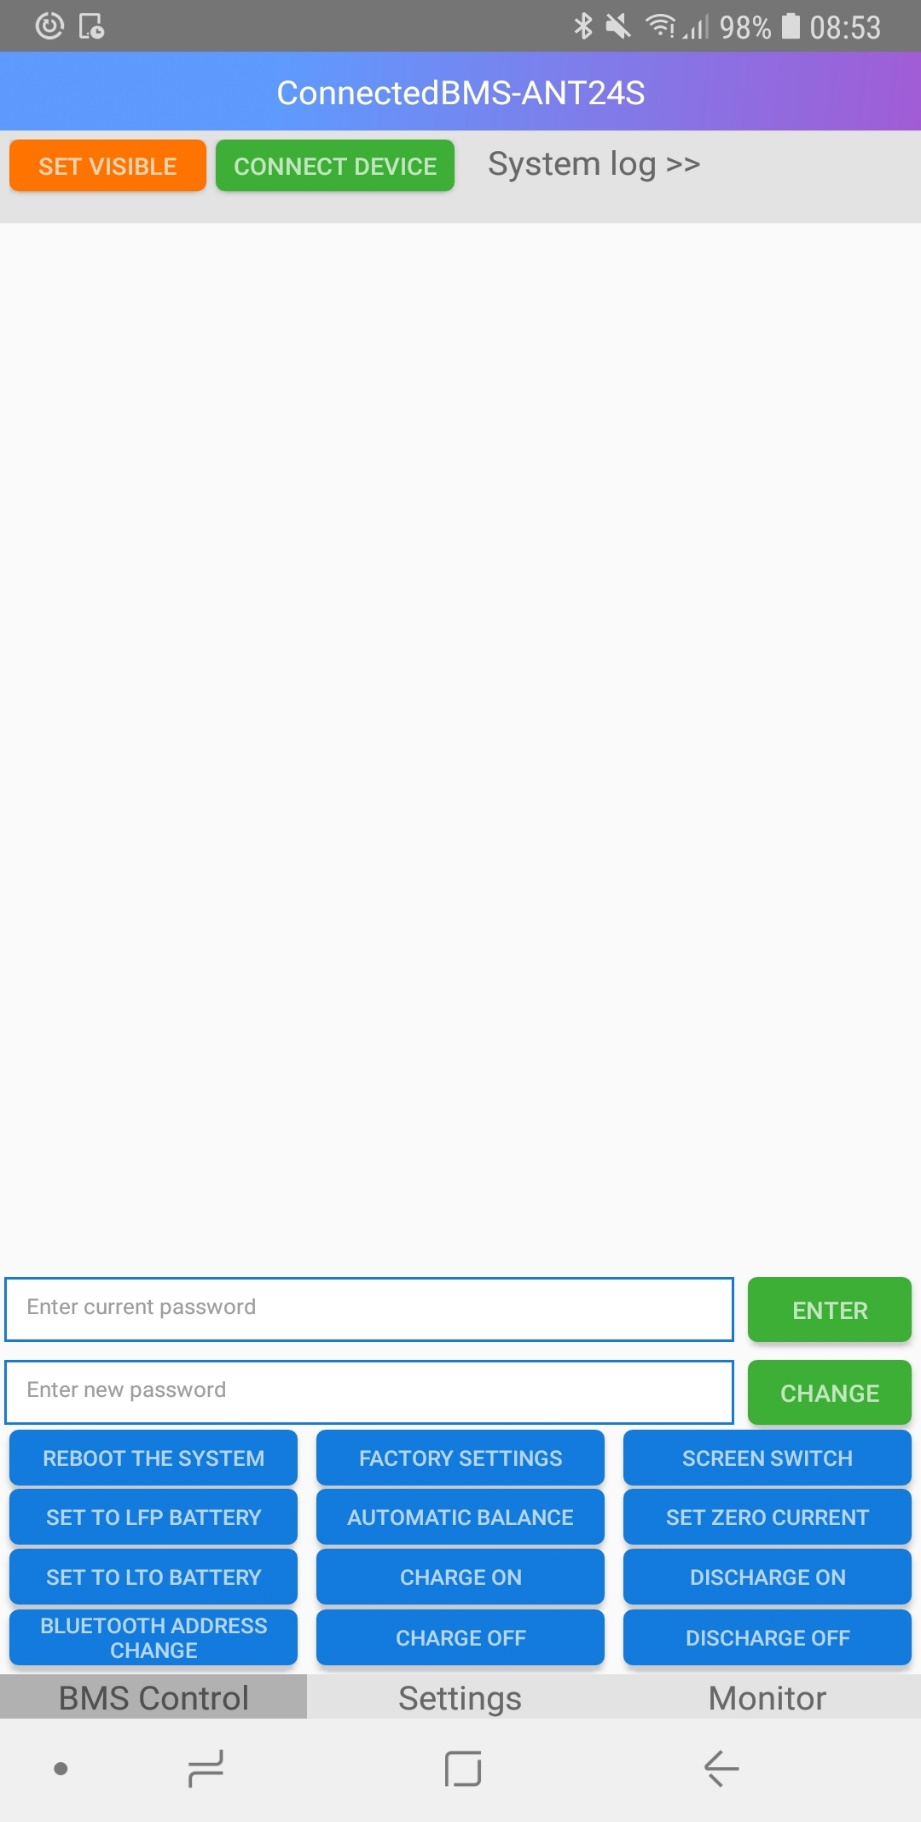 98% 08:53
ConnectedBMS-ANT24S
SET VISIBLE CONNECT DEVICE System log >>
Enter current password ENTER
Enter new password CHANGE
REBOOT THE SYSTEM FACTORY SETTINGS SCREEN SWITCH
SET TO LFP BATTERY AUTOMATIC BALANCE SET ZERO CURRENT
SET TO LTO BATTERY CHARGE ON DISCHARGE ON
BLUETOOTH ADDRESS
CHANGE CHARGE OFF DISCHARGE OFF
BMS Control Settings Monitor